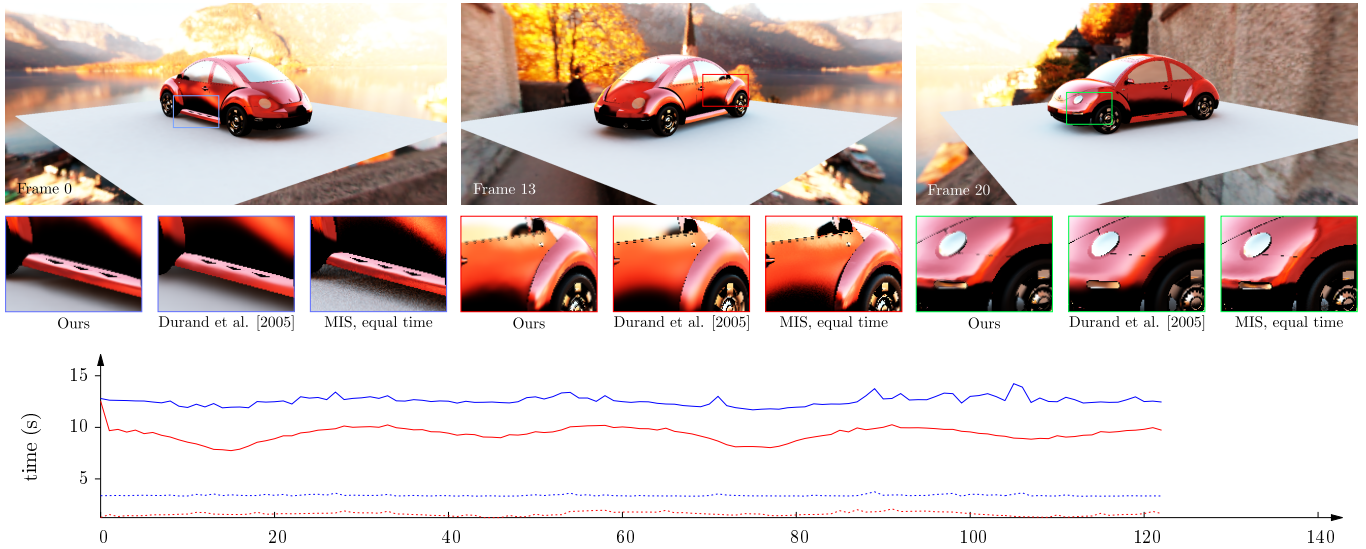 Frame 0
Frame 13
Frame 20
Ours
Durand et al. [2005]
MIS, equal time
Ours
Durand et al. [2005]
MIS, equal time
Ours
Durand et al. [2005]
MIS, equal time
time (s)
15
10
5
0 20 40 60 80 100 120 140